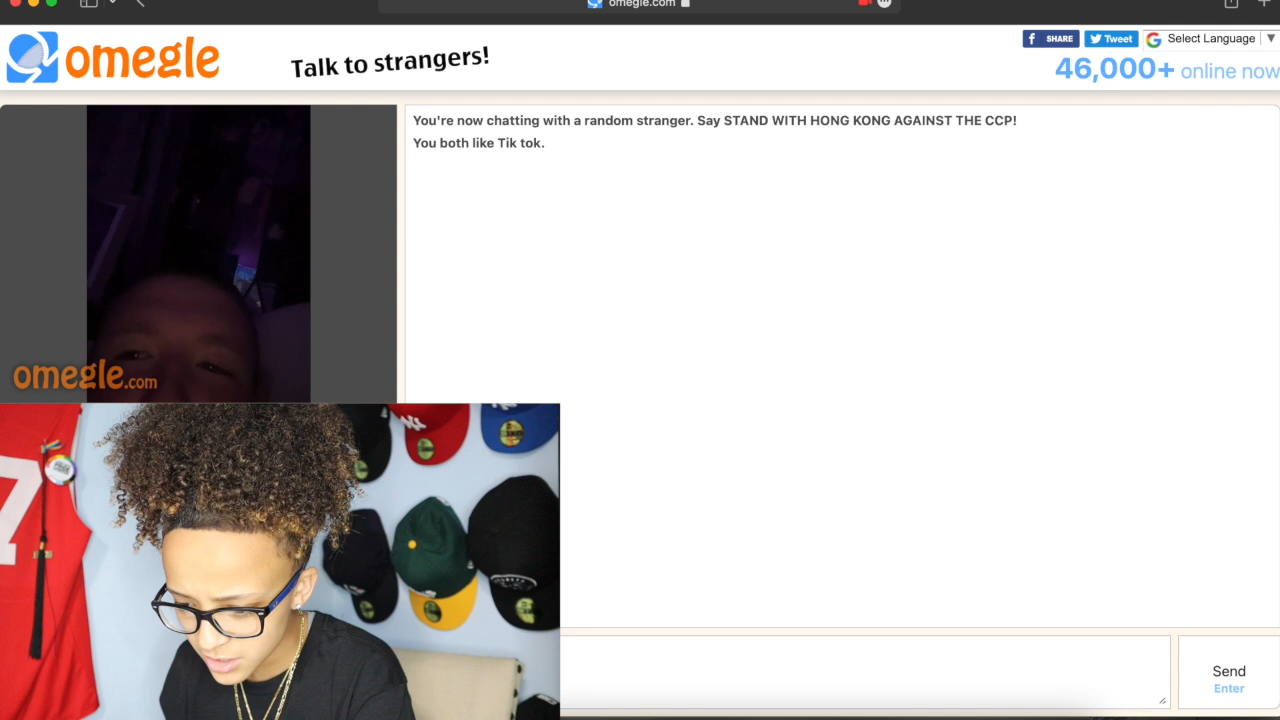 omegle.com
omegle
Talk to strangers!
SHARE
Tweet
Select Language
46,000+ online now
You're now chatting with a random stranger. Say STAND WITH HONG KONG AGAINST THE CCP!
You both like Tik tok.
omegle.com
7
Send
Enter